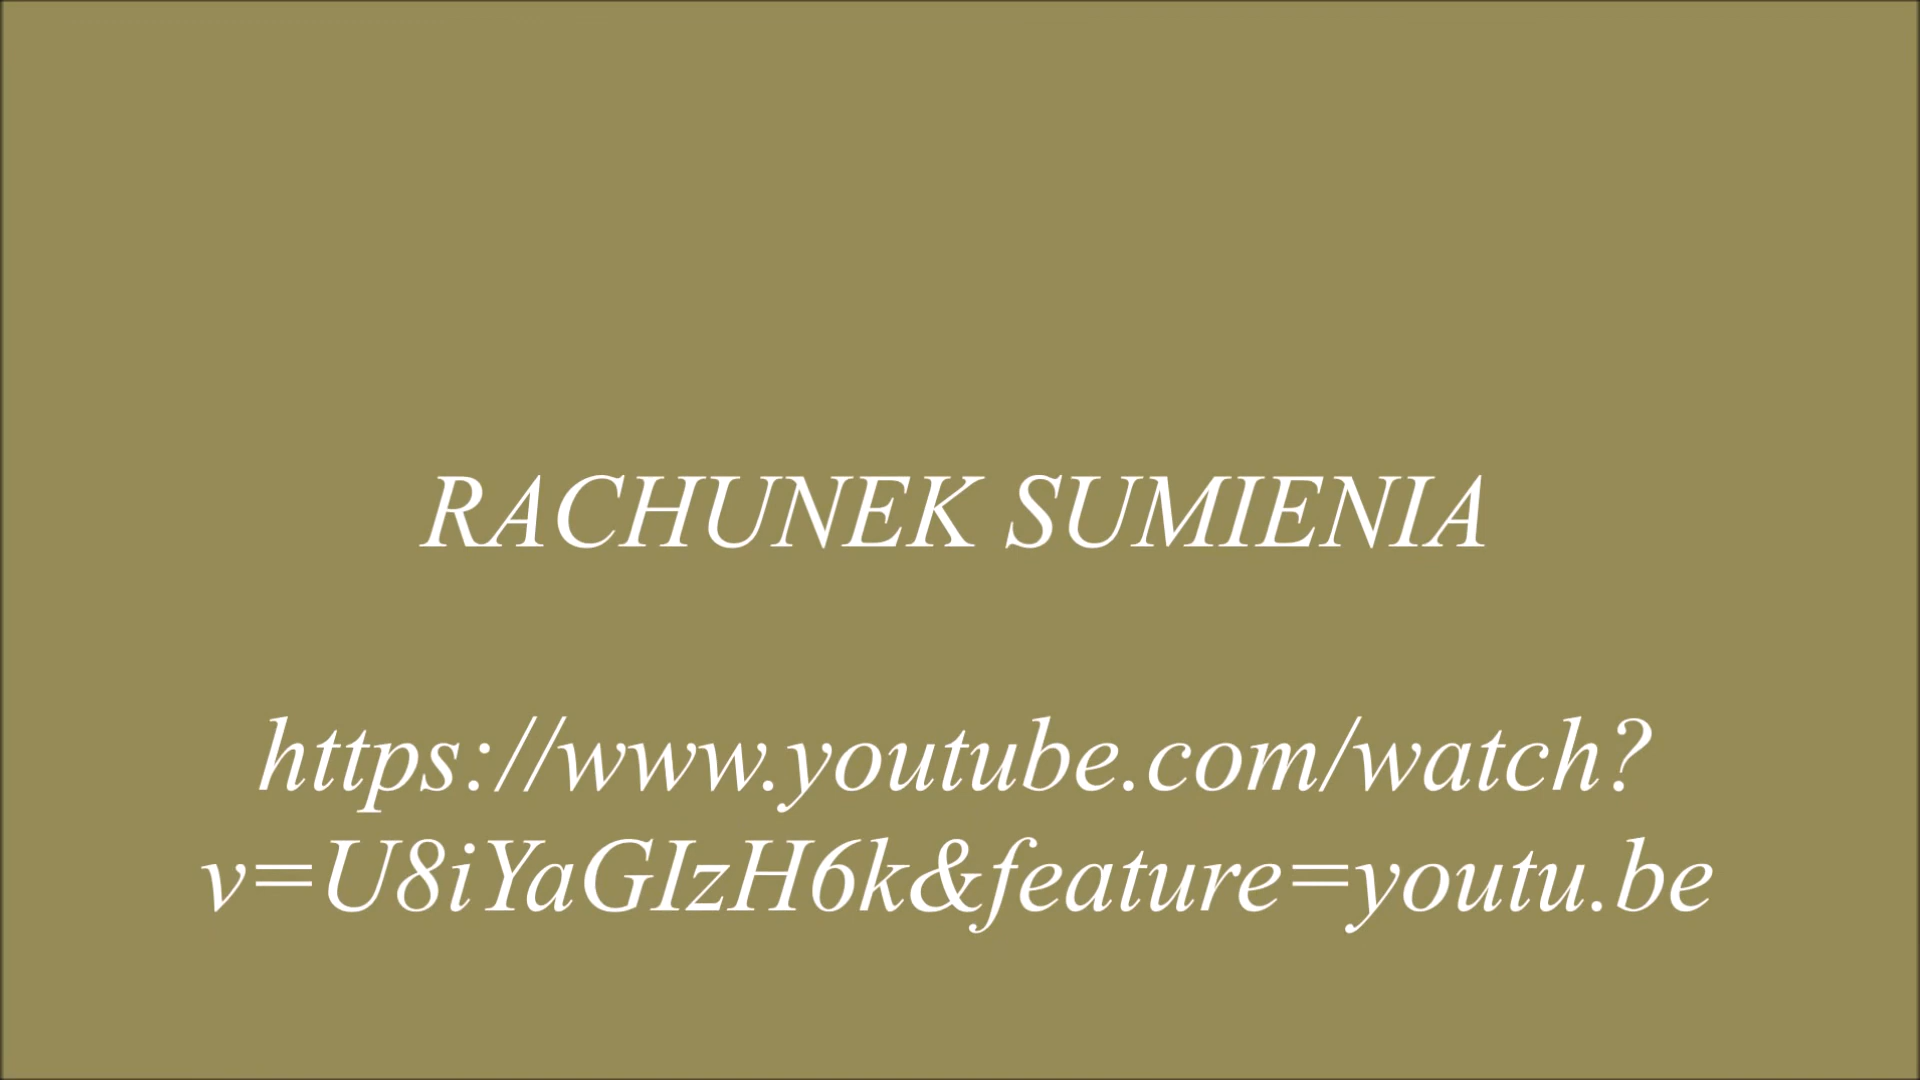 RACHUNEK SUMIENIA
https://www.youtube.com/watch?
v=U8iYaGIzH6k&feature=youtu.be